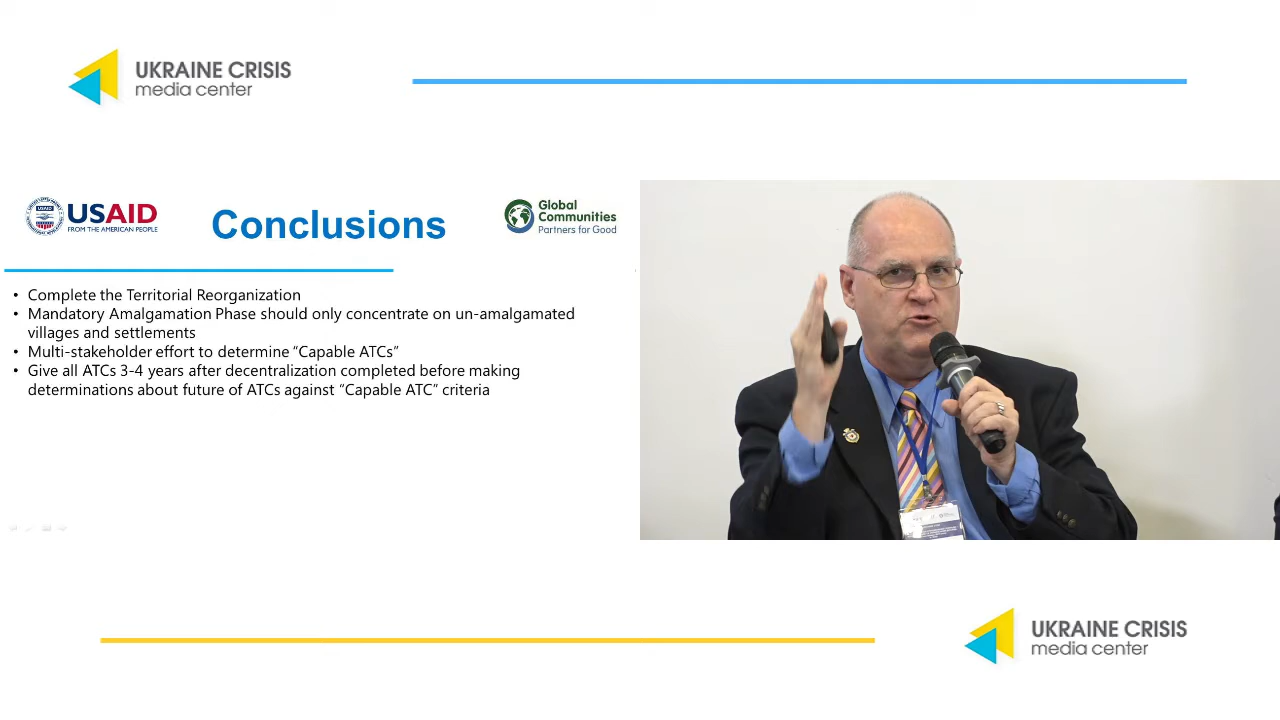 UKRAINE CRISIS
media center
USAID
FROM THE AMERICAN PEOPLE
Conclusions
Global
Communities
Partners for Good
• Complete the Territorial Reorganization
• Mandatory Amalgamation Phase should only concentrate on un-amalgamated
villages and settlements
• Multi-stakeholder effort to determine “Capable ATCs”
• Give all ATCs 3-4 years after decentralization completed before making
determinations about future of ATCs against “Capable ATC” criteria
UKRAINE CRISIS
media center